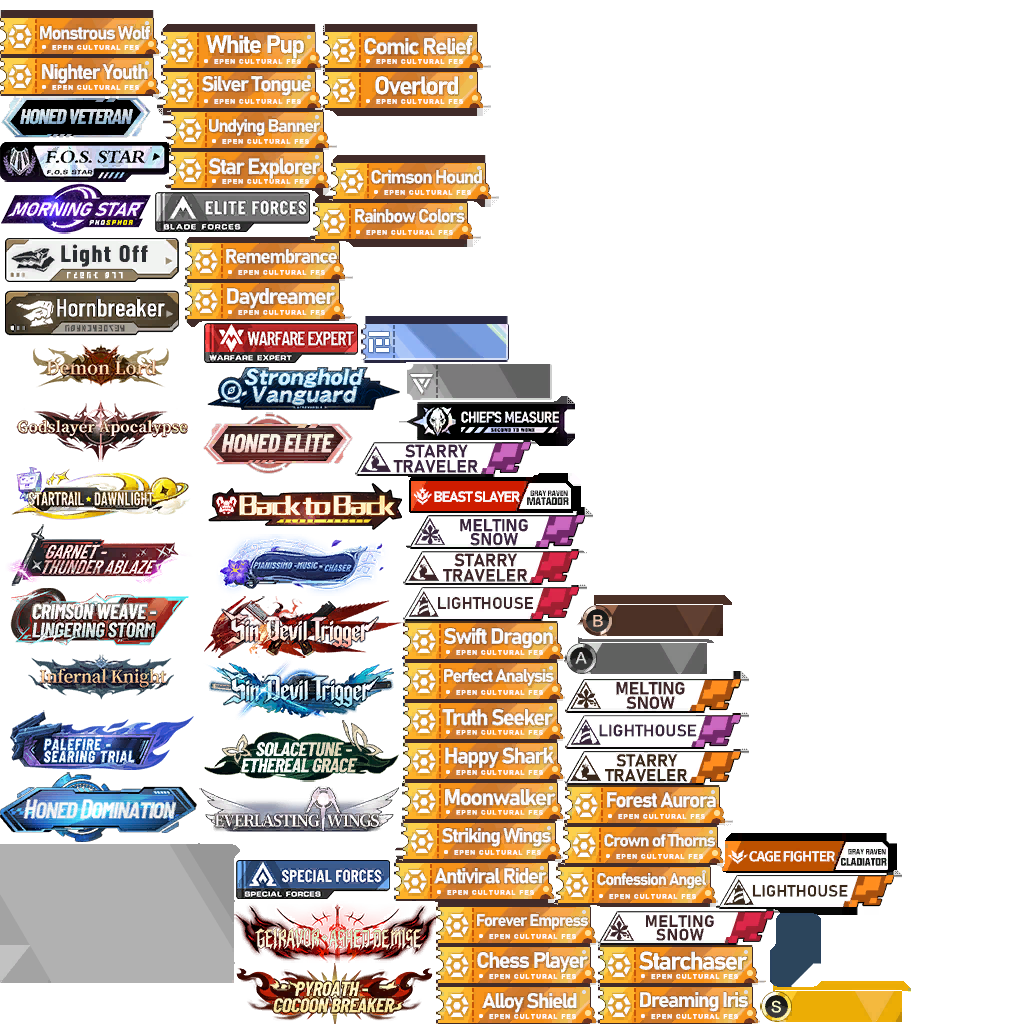 Monstrous Wolf
EPEN CULTURAL FES
White Pup
EPEN CULTURAL FES
Comic Relief
EPEN CULTURAL FES
Nighter Youth
EPEN CULTURAL FES
Silver Tongue
EPEN CULTURAL FES
Overlord
EPEN CULTURAL FES
HONED VETERAN
Undying Banner
EPEN CULTURAL FES
F.O.S. STAR
F.O.S STAR
Star Explorer
EPEN CULTURAL FES
Crimson Hound
EPEN CULTURAL FES
MORNING STAR
PHOSPHOR
ELITE FORCES
BLADE FORCES
Rainbow Colors
EPEN CULTURAL FES
Light Off
Remembrance
EPEN CULTURAL FES
Hornbreaker
Daydreamer
EPEN CULTURAL FES
WARFARE EXPERT
WARFARE EXPERT
Demon Lord
Stronghold
Vanguard
CHIEF'S MEASURE
SECOND TO NONE
Godslayer Apocalypse
HONED ELITE
STARRY
TRAVELER
STARTRAIL ★ DAWNLIGHT
Back to Back
BEAST SLAYER
GRAY RAVEN
MATADOR
MELTING
SNOW
GARNET -
THUNDER ABLAZE
PIANISSIMO -MUSIC- CHASER
STARRY
TRAVELER
CRIMSON WEAVE -
LINGERING STORM
Sin Devil Trigger
LIGHTHOUSE
B
Swift Dragon
EPEN CULTURAL FES
A
Infernal Knight
Sin Devil Trigger
Perfect Analysis
EPEN CULTURAL FES
MELTING
SNOW
PALEFIRE -
SEARING TRIAL
SOLACETUNE -
ETHEREAL GRACE
Truth Seeker
EPEN CULTURAL FES
LIGHTHOUSE
Happy Shark
EPEN CULTURAL FES
STARRY
TRAVELER
HONED DOMINATION
EVERLASTING WINGS
Moonwalker
EPEN CULTURAL FES
Forest Aurora
EPEN CULTURAL FES
Striking Wings
EPEN CULTURAL FES
Crown of Thorns
EPEN CULTURAL FES
CAGE FIGHTER
GRAY RAVEN
CLADIATOR
SPECIAL FORCES
SPECIAL FORCES
Antiviral Rider
EPEN CULTURAL FES
Confession Angel
EPEN CULTURAL FES
LIGHTHOUSE
Forever Empress
EPEN CULTURAL FES
MELTING
SNOW
Chess Player
EPEN CULTURAL FES
Starchaser
EPEN CULTURAL FES
PYROATH -
COCOON BREAKER
Alloy Shield
EPEN CULTURAL FES
Dreaming Iris
EPEN CULTURAL FES
S